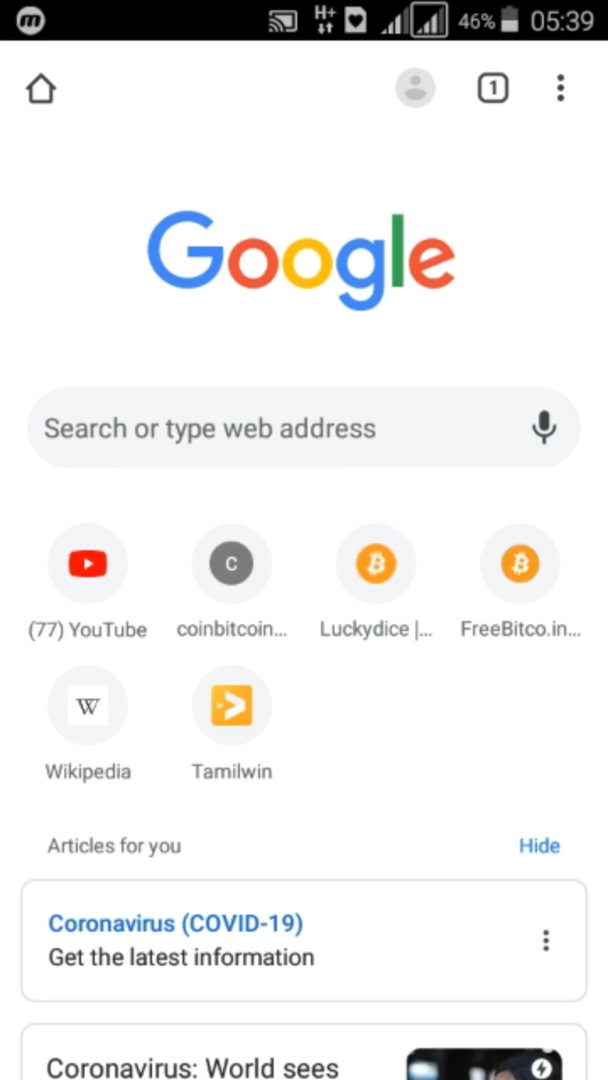 m H+ 46% 05:39
1
Google
Search or type web address
C
(77) YouTube coinbitcoin... Luckydice |... FreeBitco.in...
W
Wikipedia Tamilwin
Articles for you Hide
Coronavirus (COVID-19)
Get the latest information
Coronavirus: World sees